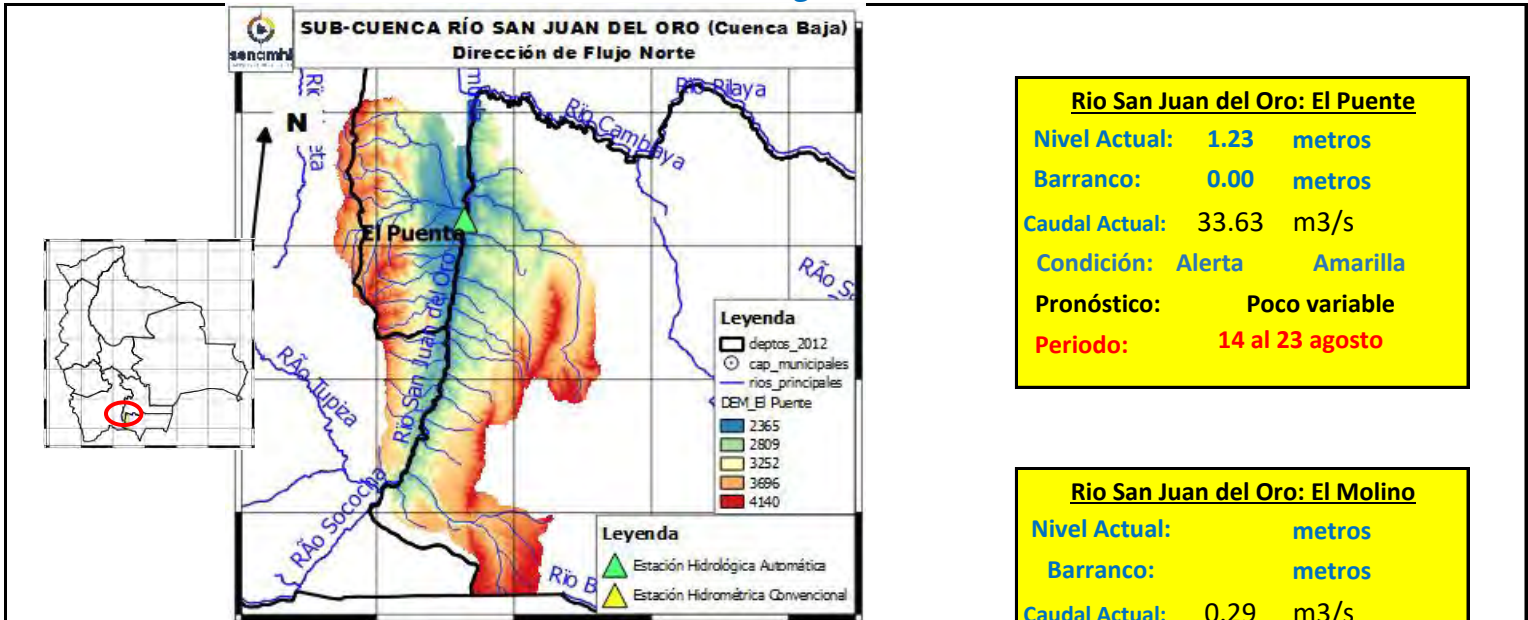 SUB-CUENCA RÍO SAN JUAN DEL ORO (Cuenca Baja)
Dirección de Flujo Norte
senamhi
N
Río Pilaya
Río Camblaya
El Puente
Río San Juan del Oro
RÃo Tupiza
RÃo Sococha
RÃo S
Río B
Leyenda
deptos_2012
cap_municipales
rios_principales
DEM_El Puente
2365
2809
3252
3696
4140
Leyenda
Estación Hidrológica Automática
Estación Hidrométrica Convencional
Rio San Juan del Oro: El Puente
Nivel Actual: 1.23 metros
Barranco: 0.00 metros
Caudal Actual: 33.63 m3/s
Condición: Alerta Amarilla
Pronóstico: Poco variable
Periodo: 14 al 23 agosto
Rio San Juan del Oro: El Molino
Nivel Actual: metros
Barranco: metros
Caudal Actual: 0.29 m3/s